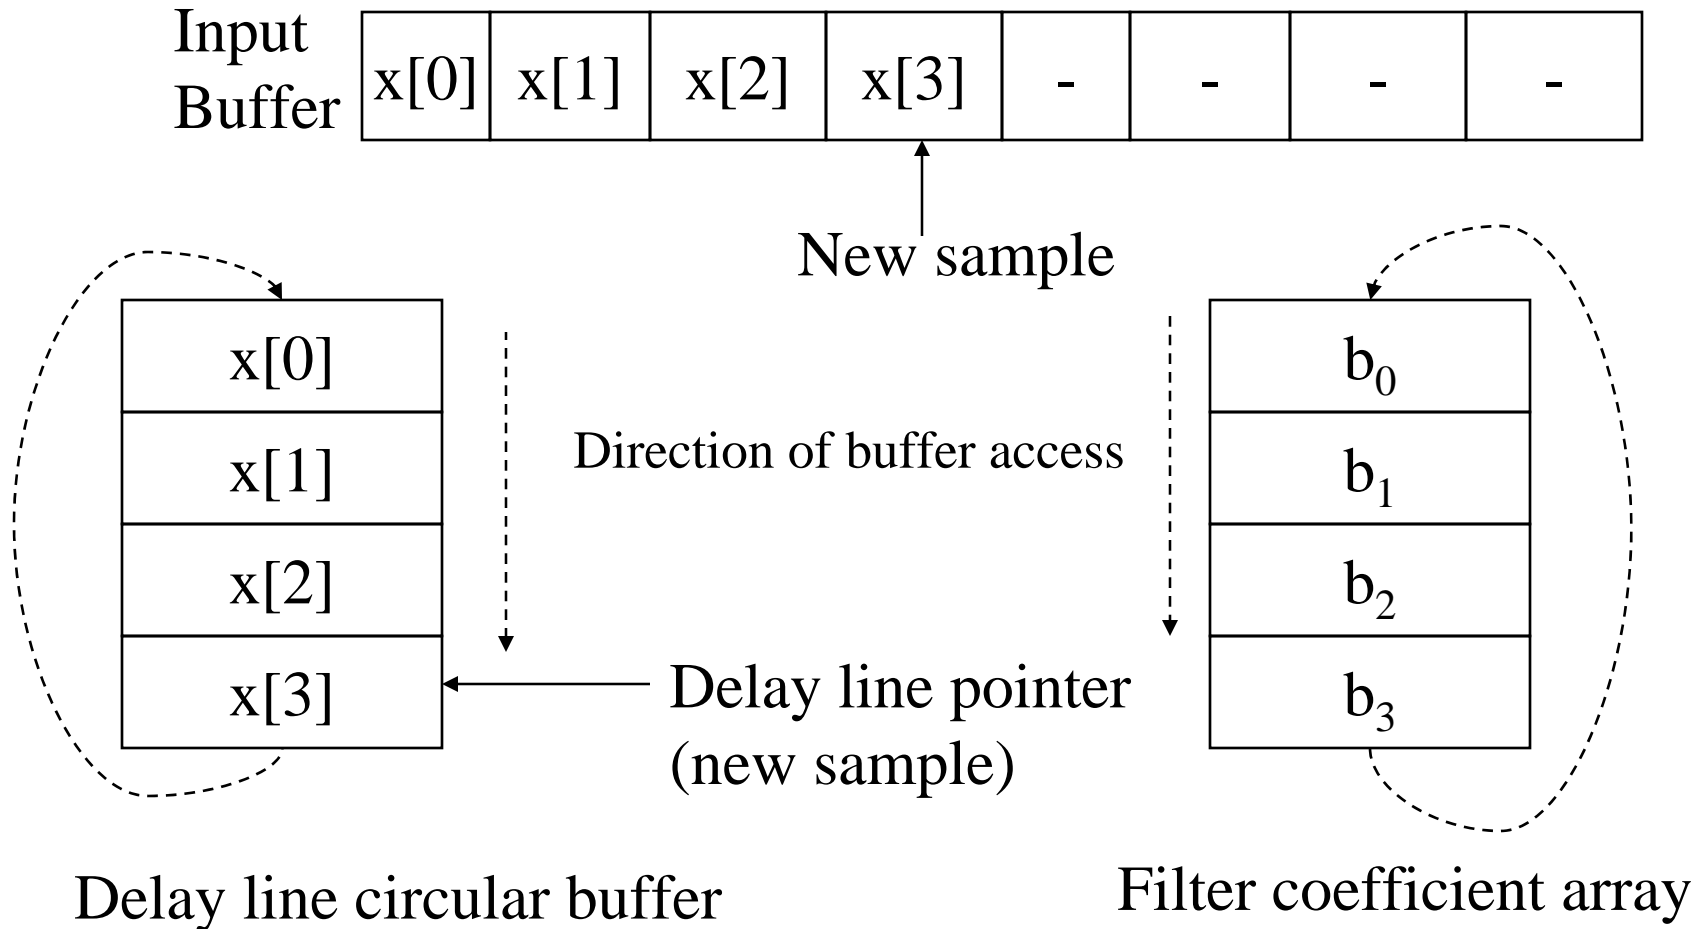 Input
Buffer
x[0] x[1] x[2] x[3] - - - -
New sample
x[0]
x[1]
x[2]
x[3]
Direction of buffer access
Delay line pointer
(new sample)
b0
b1
b2
b3
Delay line circular buffer
Filter coefficient array